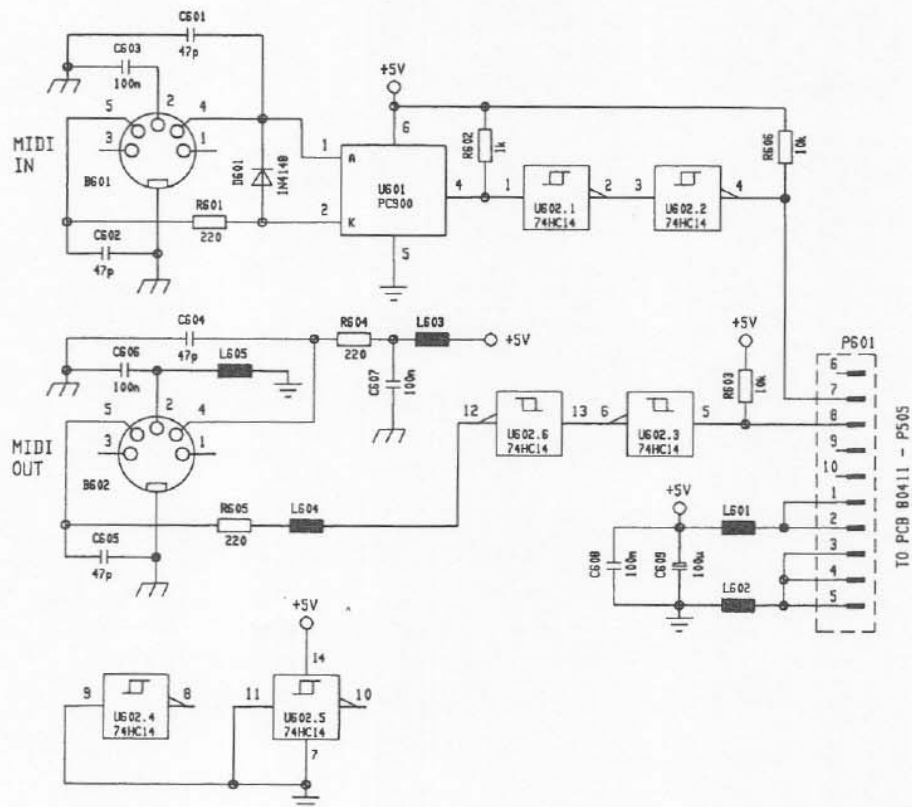 C601
47p
C603
100n
+5V
5
2
4
3
1
MIDI
IN
B601
D601
1N4148
R601
220
C602
47p
1
A
2
K
6
U601
PC900
4
5
R602
1k
1
U602.1
74HC14
2
3
U602.2
74HC14
4
R606
10k
C604
47p
R604
220
L603
+5V
C606
100n
L605
C607
100n
5
2
4
3
1
MIDI
OUT
B602
R605
220
L604
C605
47p
12
U602.6
74HC14
13
6
U602.3
74HC14
5
+5V
R603
10k
P601
6
7
8
9
10
1
2
3
4
5
TO PCB 80411 - P505
+5V
L601
C608
100n
C609
100u
L602
9
U602.4
74HC14
8
+5V
14
11
U602.5
74HC14
10
7